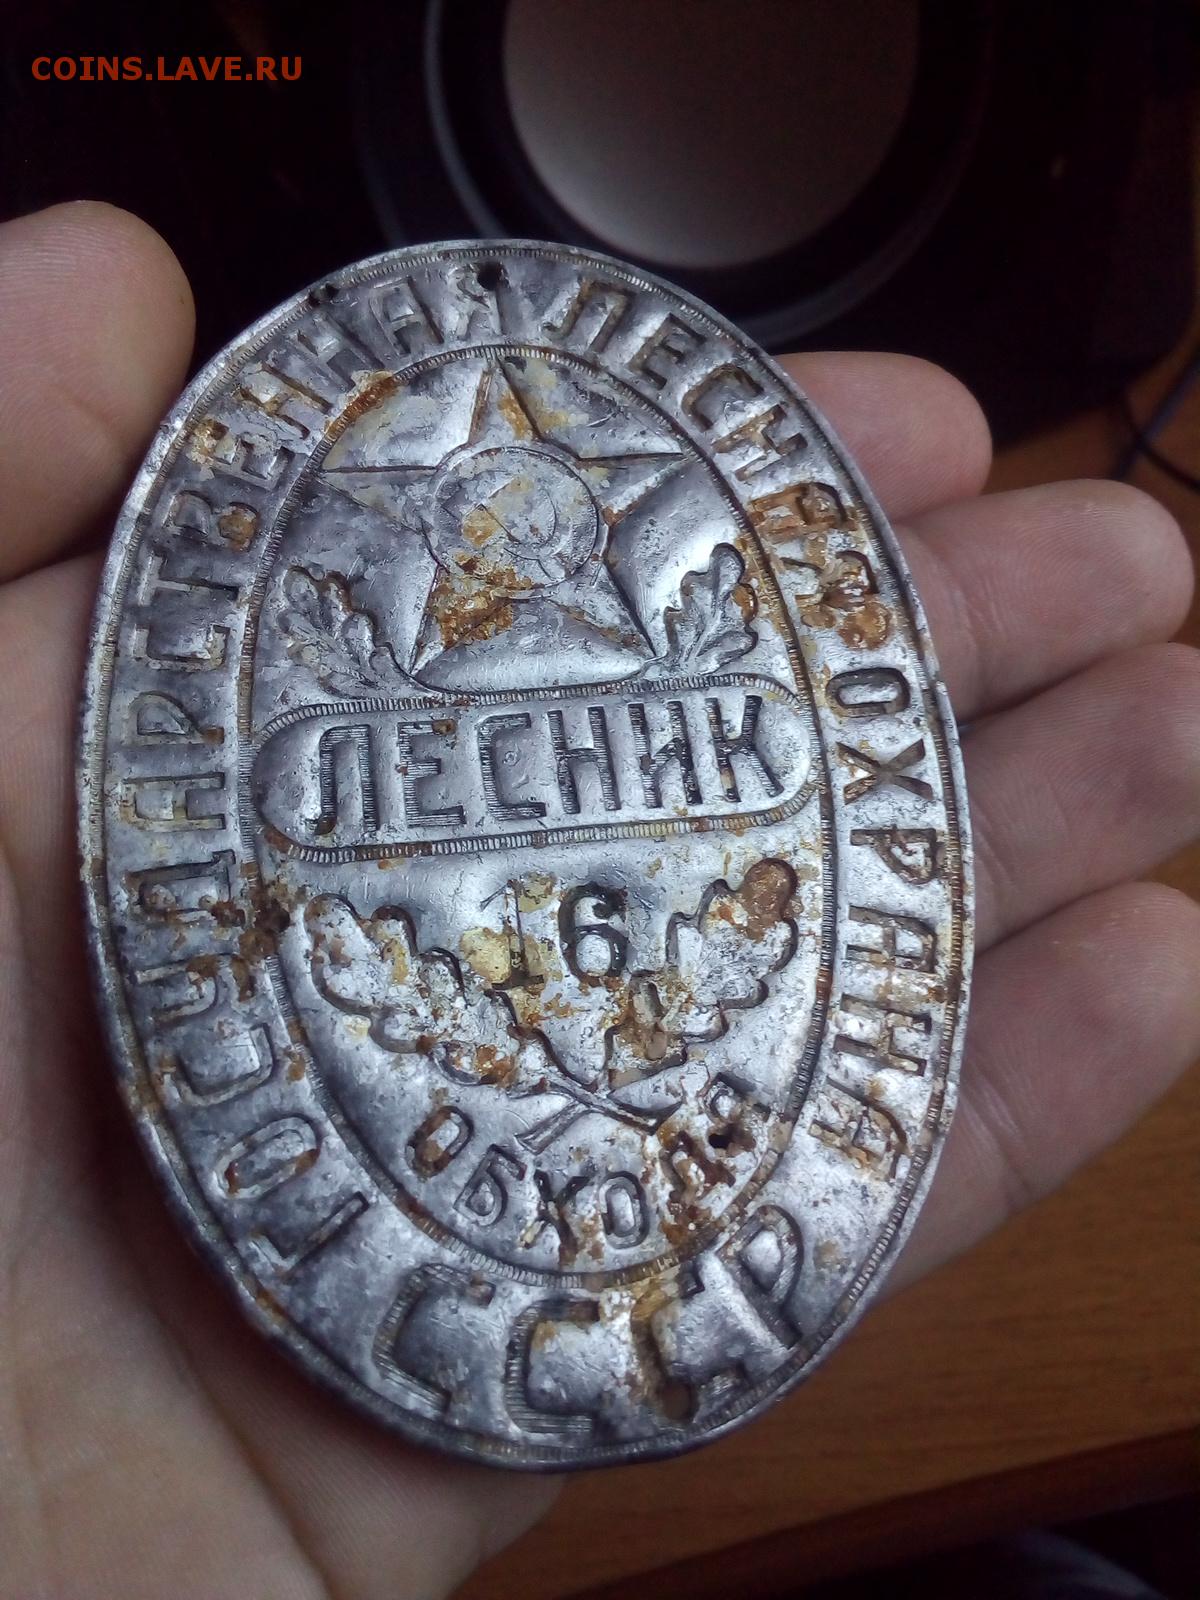 COINS.LAVE.RU
ГОСУДАРСТВЕННАЯ ЛЕСНАЯ ОХРАНА
ЛЕСНИК
16
ОБХОДА
СССР